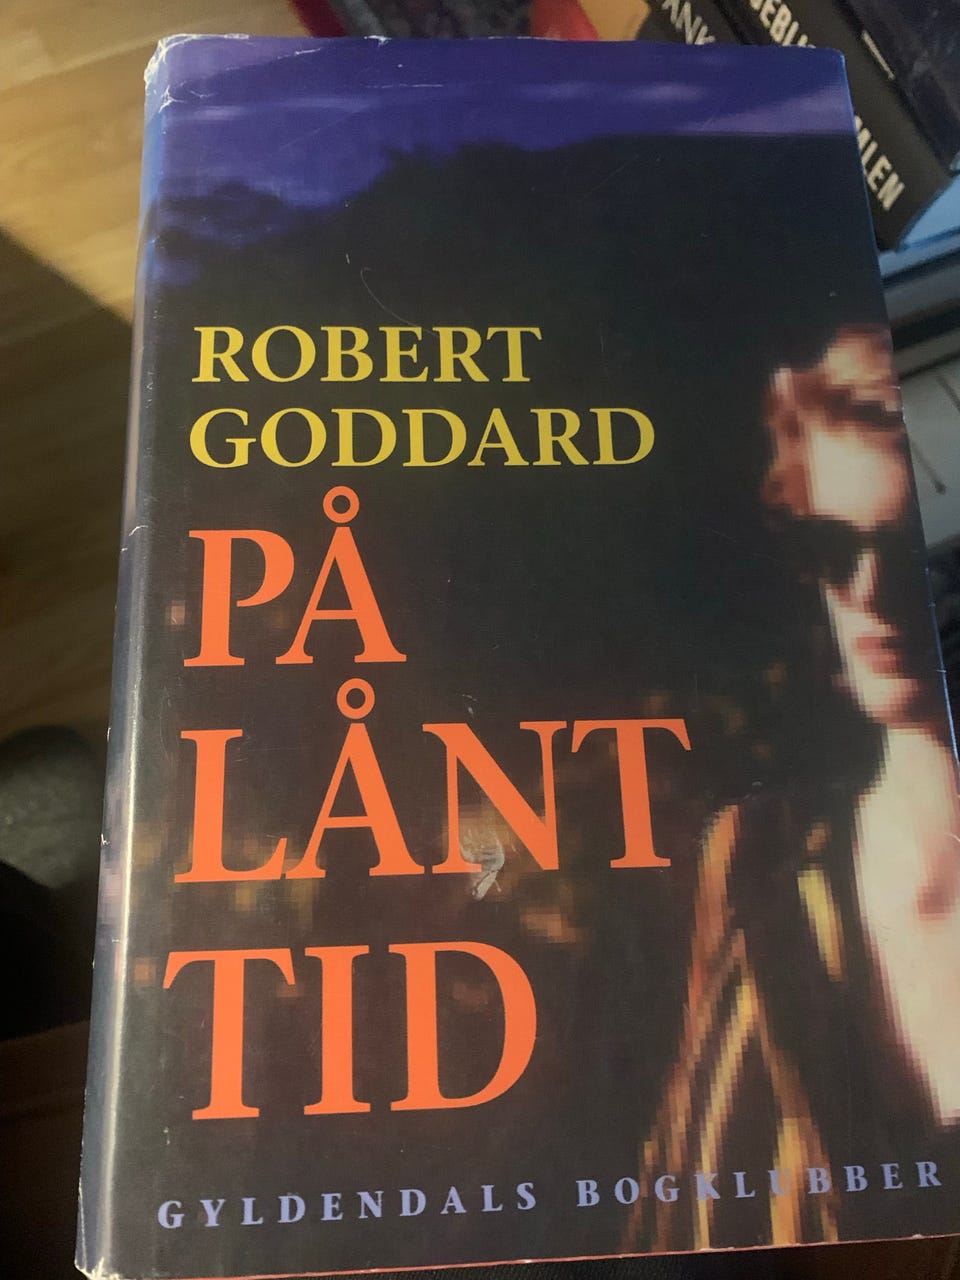 ROBERT
GODDARD
PÅ
LÅNT
TID
GYLDENDALS BOGKLUBBER